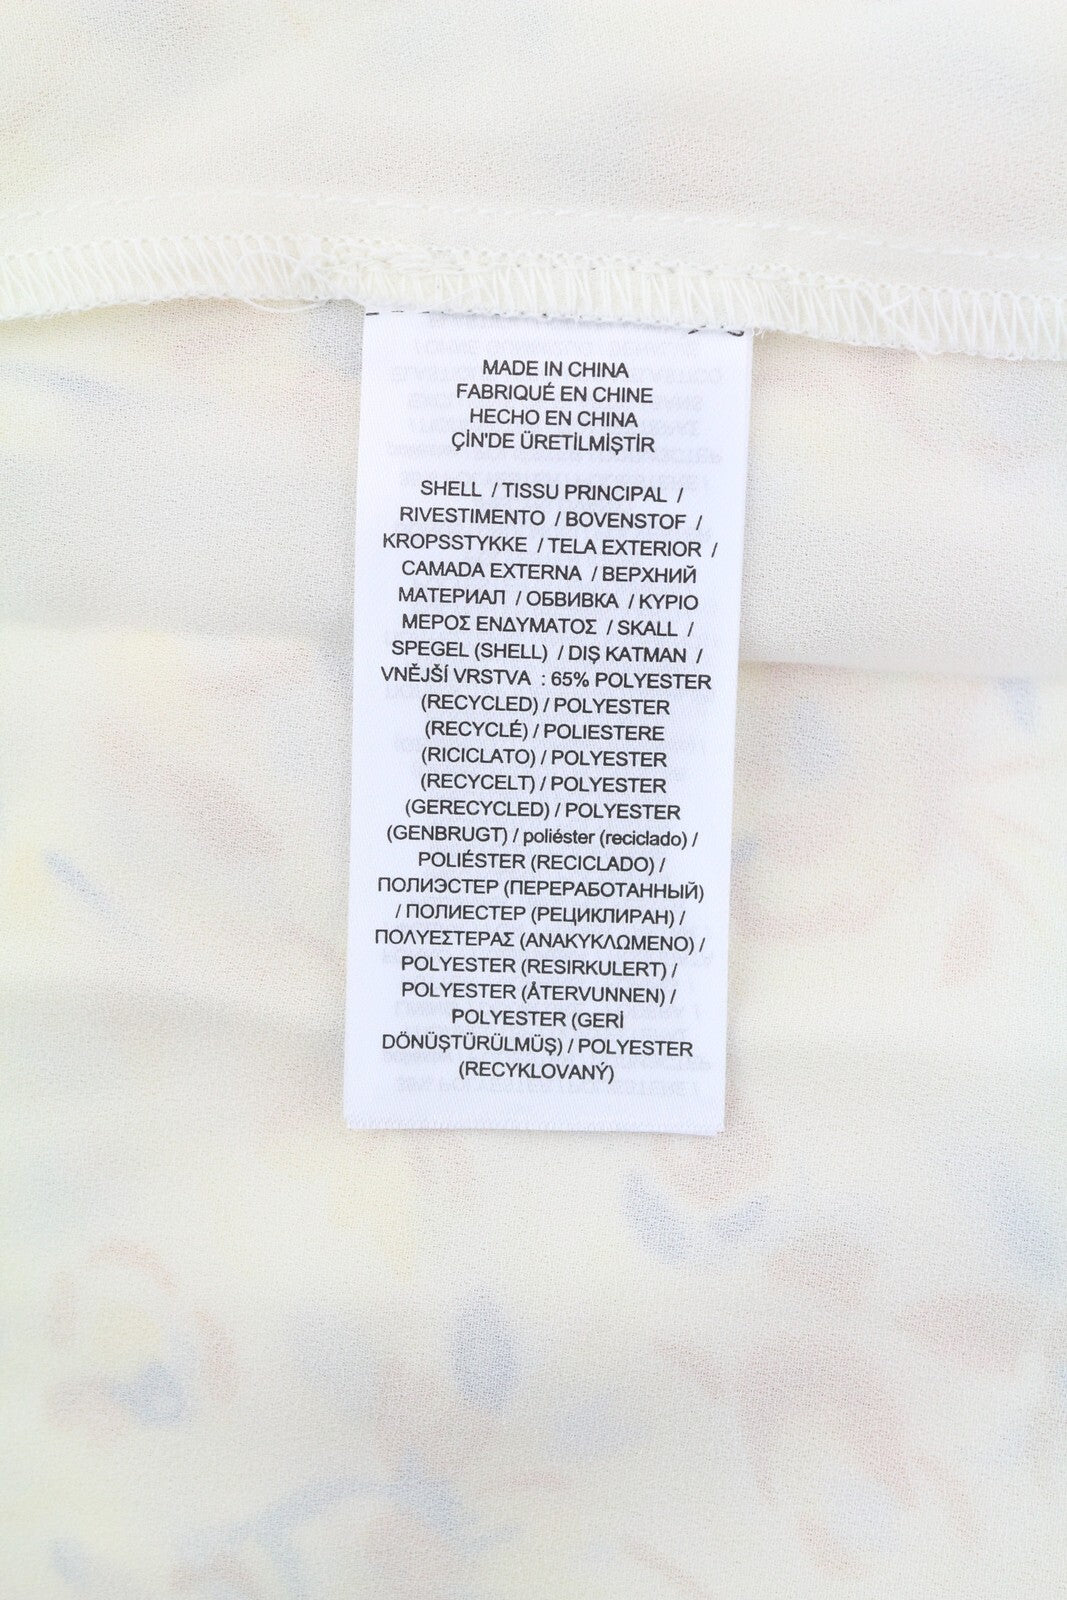 MADE IN CHINA
FABRIQUÉ EN CHINE
HECHO EN CHINA
ÇİN'DE ÜRETİLMİŞTİR
SHELL / TISSU PRINCIPAL /
RIVESTIMENTO / BOVENSTOF /
KROPSSTYKKE / TELA EXTERIOR /
CAMADA EXTERNA / ВЕРХНИЙ
МАТЕРИАЛ / ОБВИВКА / ΚΥΡΙΟ
ΜΕΡΟΣ ΕΝΔΥΜΑΤΟΣ / SKALL /
SPEGEL (SHELL) / DIŞ KATMAN /
VNĚJŠÍ VRSTVA : 65% POLYESTER
(RECYCLED) / POLYESTER
(RECYCLÉ) / POLIESTERE
(RICICLATO) / POLYESTER
(RECYCELT) / POLYESTER
(GERECYCLED) / POLYESTER
(GENBRUGT) / poliéster (reciclado) /
POLIÉSTER (RECICLADO) /
ПОЛИЭСТЕР (ПЕРЕРАБОТАННЫЙ)
/ ПОЛИЕСТЕР (РЕЦИКЛИРАН) /
ΠΟΛΥΕΣΤΕΡΑΣ (ΑΝΑΚΥΚΛΩΜΕΝΟ) /
POLYESTER (RESIRKULERT) /
POLYESTER (ÅTERVUNNEN) /
POLYESTER (GERİ
DÖNÜŞTÜRÜLMÜŞ) / POLYESTER
(RECYKLOVANÝ)